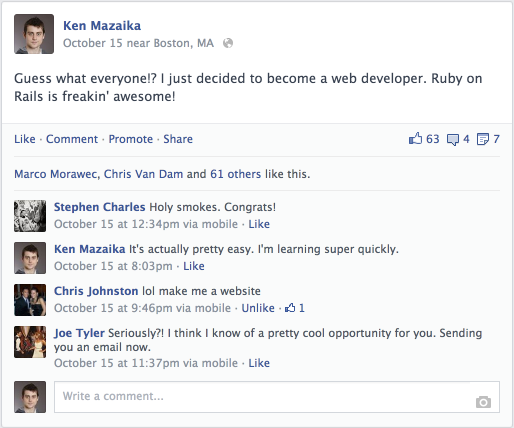 Ken Mazaika
October 15 near Boston, MA
Guess what everyone!? I just decided to become a web developer. Ruby on
Rails is freakin' awesome!
Like · Comment · Promote · Share 63 4 7
Marco Morawec, Chris Van Dam and 61 others like this.
Stephen Charles Holy smokes. Congrats!
October 15 at 12:34pm via mobile · Like
Ken Mazaika It's actually pretty easy. I'm learning super quickly.
October 15 at 8:03pm · Like
Chris Johnston lol make me a website
October 15 at 9:46pm via mobile · Unlike · 1
Joe Tyler Seriously?! I think I know of a pretty cool opportunity for you. Sending
you an email now.
October 15 at 11:37pm via mobile · Like
Write a comment...